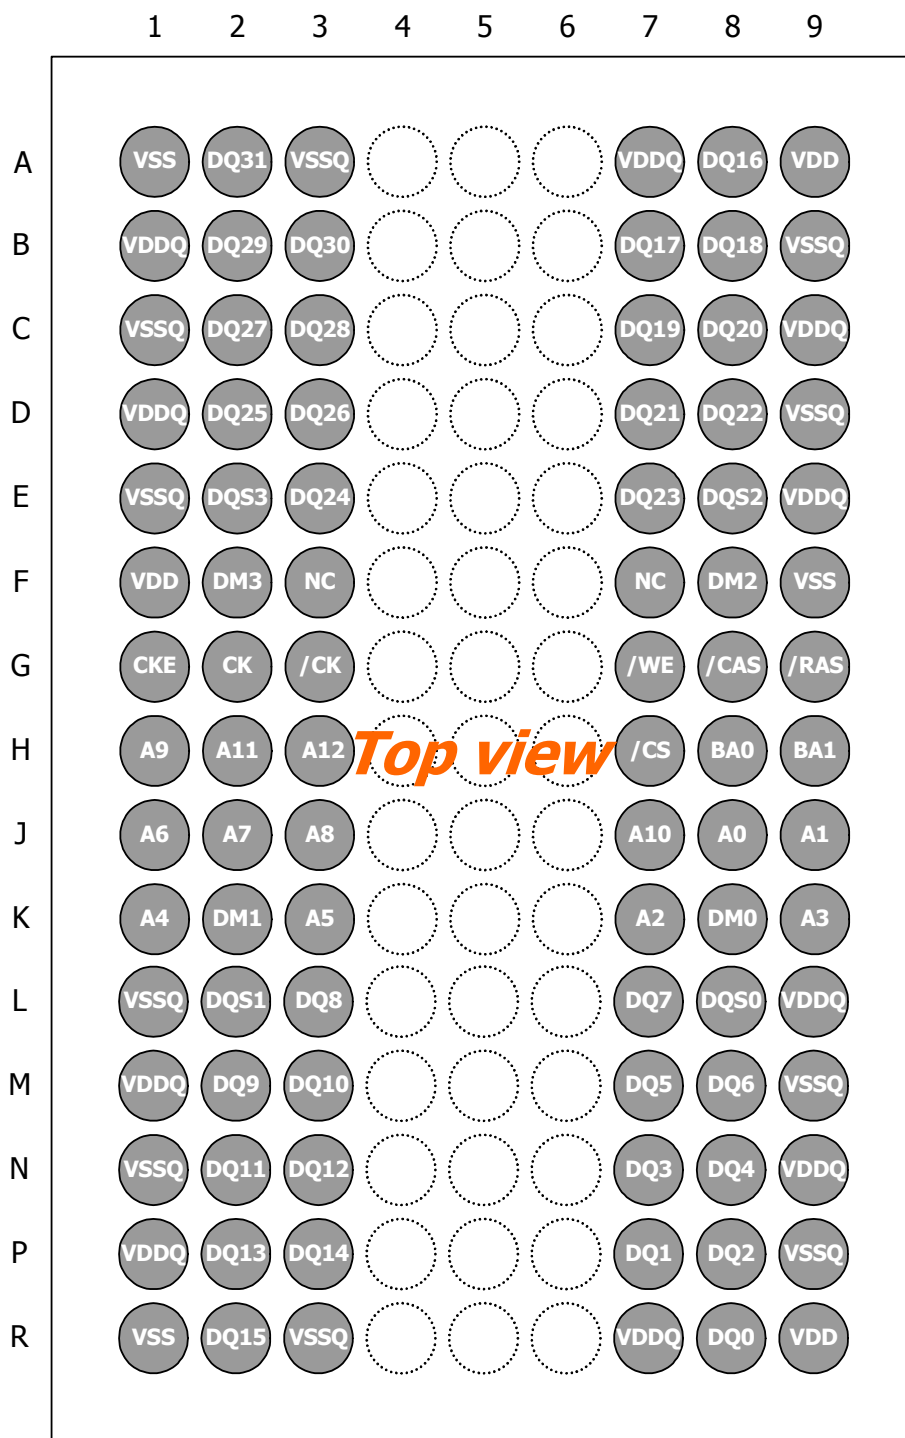 1 2 3 4 5 6 7 8 9
A VSS DQ31 VSSQ VDDQ DQ16 VDD
B VDDQ DQ29 DQ30 DQ17 DQ18 VSSQ
C VSSQ DQ27 DQ28 DQ19 DQ20 VDDQ
D VDDQ DQ25 DQ26 DQ21 DQ22 VSSQ
E VSSQ DQS3 DQ24 DQ23 DQS2 VDDQ
F VDD DM3 NC NC DM2 VSS
G CKE CK /CK /WE /CAS /RAS
H A9 A11 A12 Top view /CS BA0 BA1
J A6 A7 A8 A10 A0 A1
K A4 DM1 A5 A2 DM0 A3
L VSSQ DQS1 DQ8 DQ7 DQS0 VDDQ
M VDDQ DQ9 DQ10 DQ5 DQ6 VSSQ
N VSSQ DQ11 DQ12 DQ3 DQ4 VDDQ
P VDDQ DQ13 DQ14 DQ1 DQ2 VSSQ
R VSS DQ15 VSSQ VDDQ DQ0 VDD